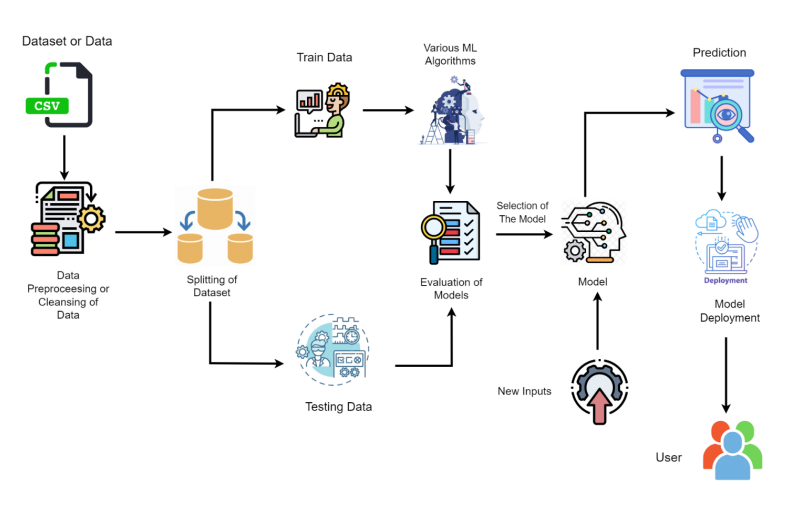 Dataset or Data
CSV
Data
Preproceesing or
Cleansing of
Data
Splitting of
Dataset
Train Data
Testing Data
Various ML
Algorithms
Evaluation of
Models
Selection of
The Model
Model
New Inputs
Prediction
Deployment
Model
Deployment
User